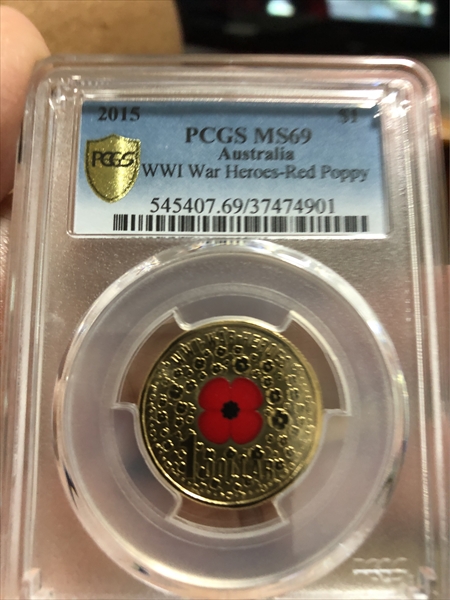 2015 $1
PCGS MS69
Australia
PCGS
WWI War Heroes-Red Poppy
545407.69/37474901
1 DOLLAR